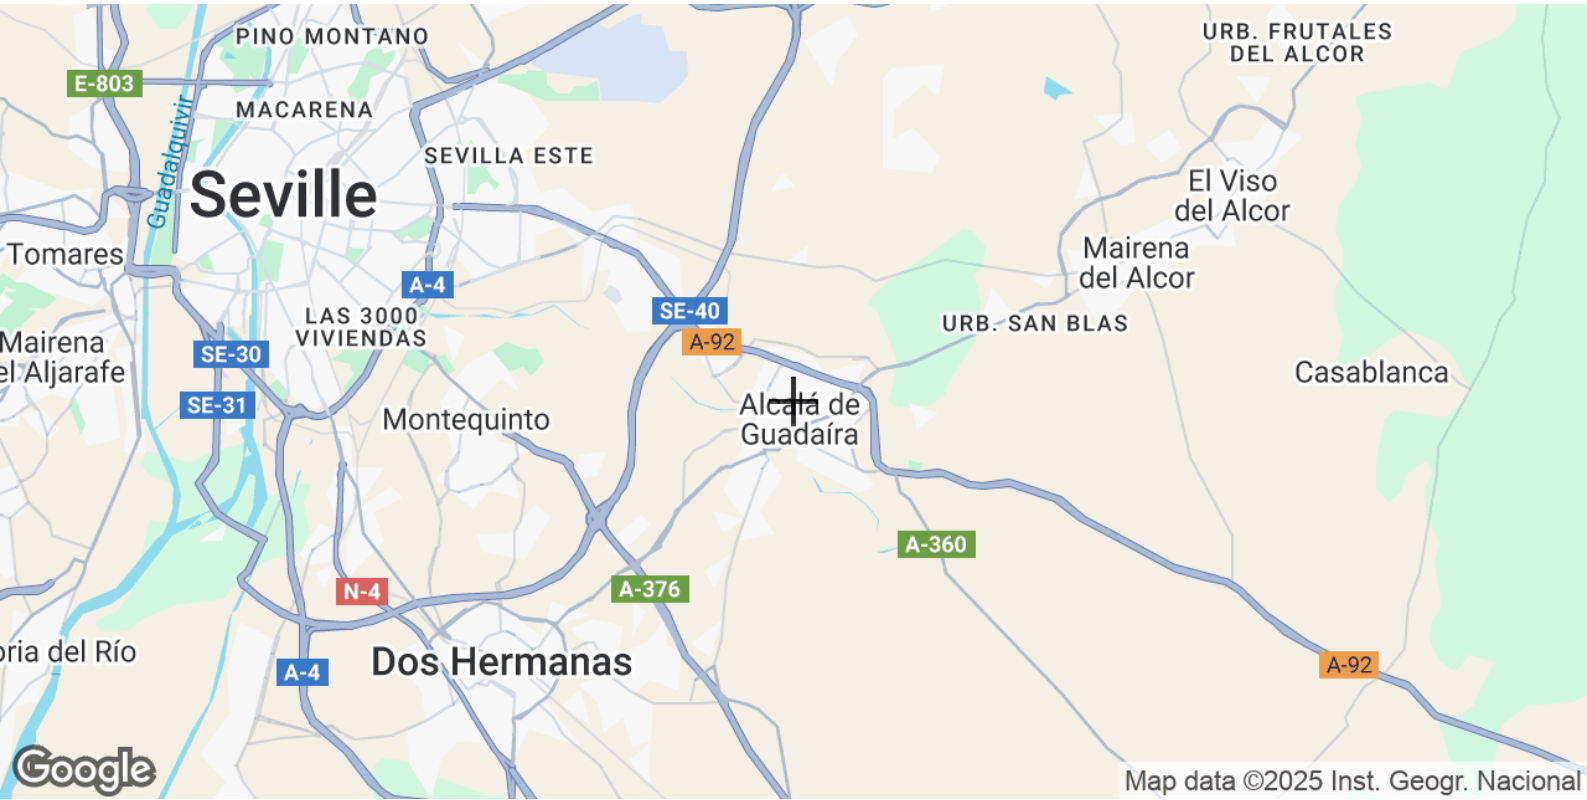 PINO MONTANO
URB. FRUTALES
DEL ALCOR
E-803
MACARENA
Guadalquivir
SEVILLA ESTE
Seville
El Viso
del Alcor
Tomares
Mairena
del Alcor
A-4
SE-40
LAS 3000
VIVIENDAS
URB. SAN BLAS
A-92
Mairena
el Aljarafe
SE-30
Casablanca
SE-31
Montequinto
Alcalá de
Guadaíra
A-360
N-4
A-376
oria del Río
Dos Hermanas
A-4
A-92
Google
Map data ©2025 Inst. Geogr. Nacional